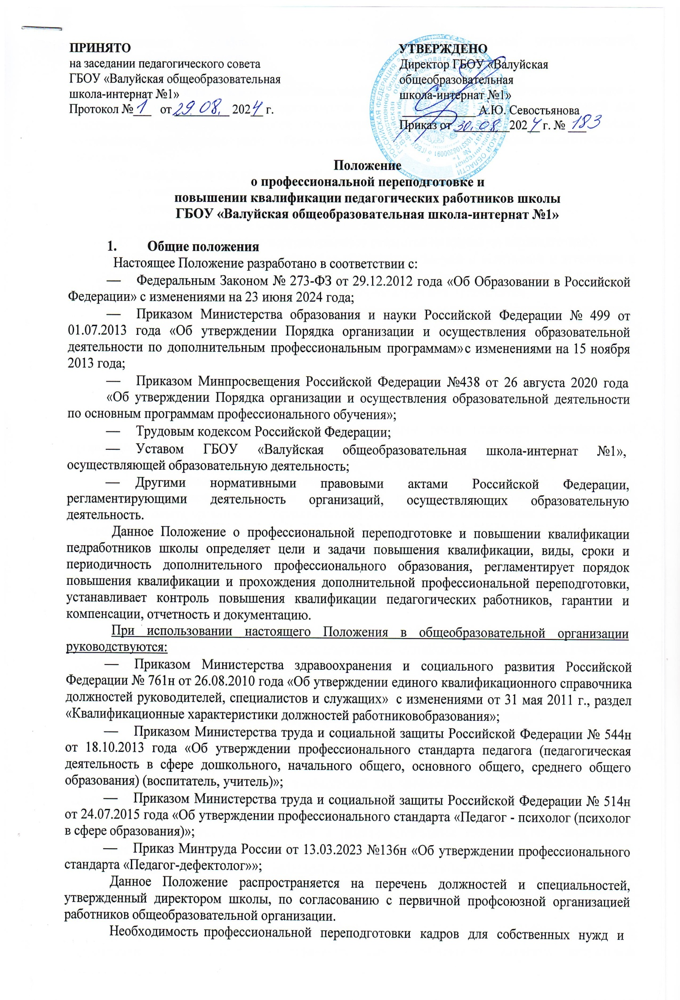 ПРИНЯТО
на заседании педагогического совета
ГБОУ «Валуйская общеобразовательная
школа-интернат №1»
Протокол № 1 от 29.08. 2024 г.
УТВЕРЖДЕНО
Директор ГБОУ «Валуйская
общеобразовательная
школа-интернат №1»
____________ А.Ю. Севостьянова
Приказ от 30.08. 2024 г. № 183
Положение
о профессиональной переподготовке и
повышении квалификации педагогических работников школы
ГБОУ «Валуйская общеобразовательная школа-интернат №1»
1. Общие положения
Настоящее Положение разработано в соответствии с:
— Федеральным Законом № 273-ФЗ от 29.12.2012 года «Об Образовании в Российской
Федерации» с изменениями на 23 июня 2024 года;
— Приказом Министерства образования и науки Российской Федерации № 499 от
01.07.2013 года «Об утверждении Порядка организации и осуществления образовательной
деятельности по дополнительным профессиональным программам»с изменениями на 15 ноября
2013 года;
— Приказом Минпросвещения Российской Федерации №438 от 26 августа 2020 года
«Об утверждении Порядка организации и осуществления образовательной деятельности
по основным программам профессионального обучения»;
— Трудовым кодексом Российской Федерации;
— Уставом ГБОУ «Валуйская общеобразовательная школа-интернат №1»,
осуществляющей образовательную деятельность;
— Другими нормативными правовыми актами Российской Федерации,
регламентирующими деятельность организаций, осуществляющих образовательную
деятельность.
Данное Положение о профессиональной переподготовке и повышении квалификации
педработников школы определяет цели и задачи повышения квалификации, виды, сроки и
периодичность дополнительного профессионального образования, регламентирует порядок
повышения квалификации и прохождения дополнительной профессиональной переподготовки,
устанавливает контроль повышения квалификации педагогических работников, гарантии и
компенсации, отчетность и документацию.
При использовании настоящего Положения в общеобразовательной организации
руководствуются:
— Приказом Министерства здравоохранения и социального развития Российской
Федерации № 761н от 26.08.2010 года «Об утверждении единого квалификационного справочника
должностей руководителей, специалистов и служащих» с изменениями от 31 мая 2011 г., раздел
«Квалификационные характеристики должностей работниковобразования»;
— Приказом Министерства труда и социальной защиты Российской Федерации № 544н
от 18.10.2013 года «Об утверждении профессионального стандарта педагога (педагогическая
деятельность в сфере дошкольного, начального общего, основного общего, среднего общего
образования) (воспитатель, учитель)»;
— Приказом Министерства труда и социальной защиты Российской Федерации № 514н
от 24.07.2015 года «Об утверждении профессионального стандарта «Педагог - психолог (психолог
в сфере образования)»;
— Приказ Минтруда России от 13.03.2023 №136н «Об утверждении профессионального
стандарта «Педагог-дефектолог»»;
Данное Положение распространяется на перечень должностей и специальностей,
утвержденный директором школы, по согласованию с первичной профсоюзной организацией
работников общеобразовательной организации.
Необходимость профессиональной переподготовки кадров для собственных нужд и